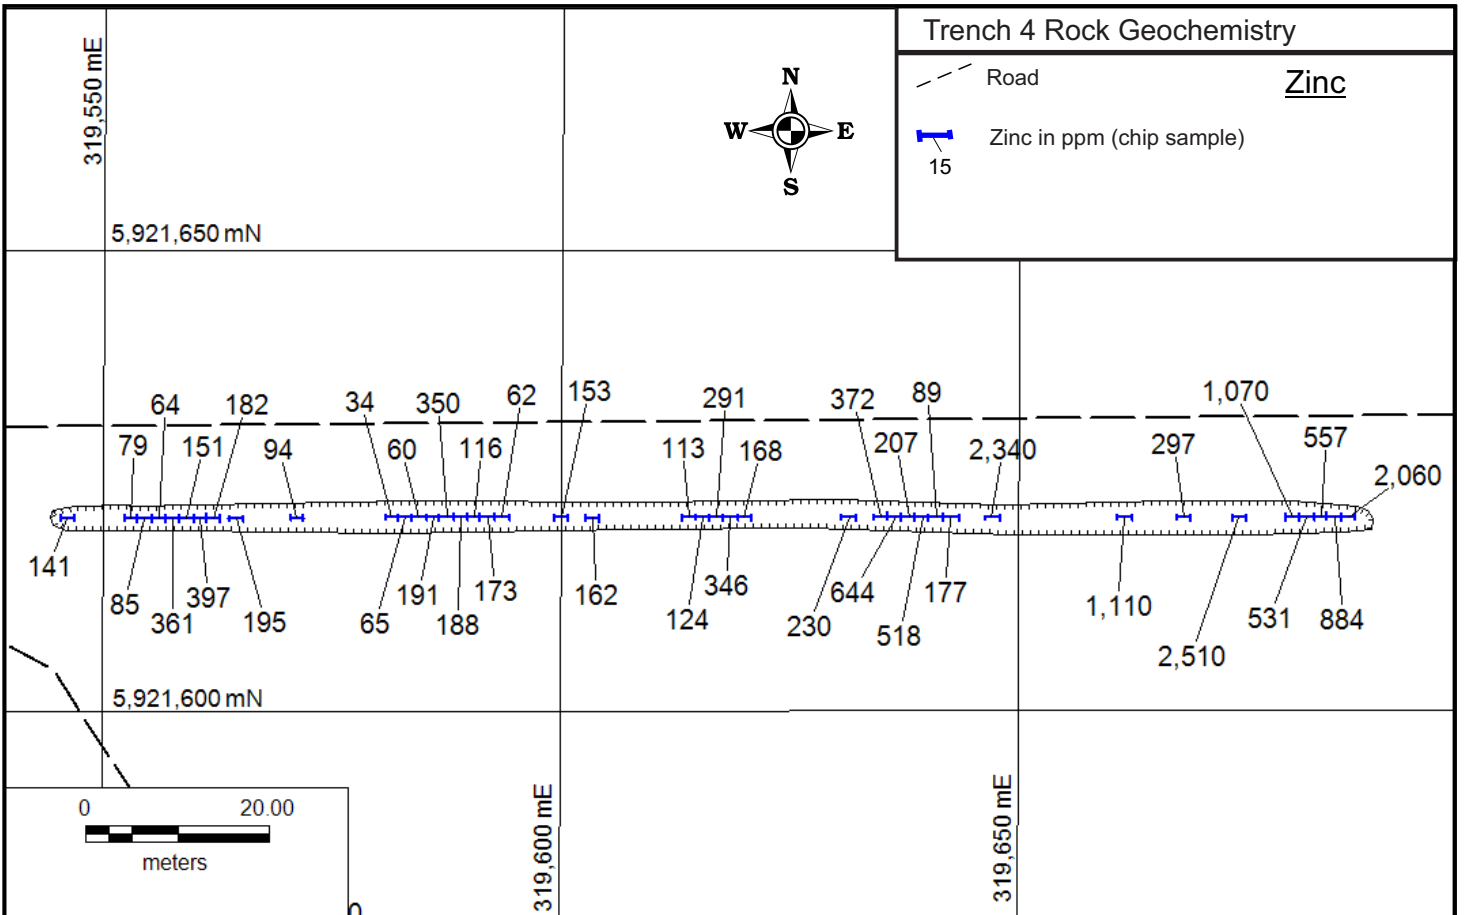 Trench 4 Rock Geochemistry
Road
Zinc
Zinc in ppm (chip sample)
15
N
W E
S
319,550 mE
5,921,650 mN
1,070
64 182 34 350 62 153 291 372 89
79 151 94 60 116 113 168 207 2,340 297 557
2,060
141
85 397 191 173 162 346 644 177 1,110
361 195 65 188 124 230 518 531 884
2,510
5,921,600 mN
319,600 mE
319,650 mE
0 20.00
meters